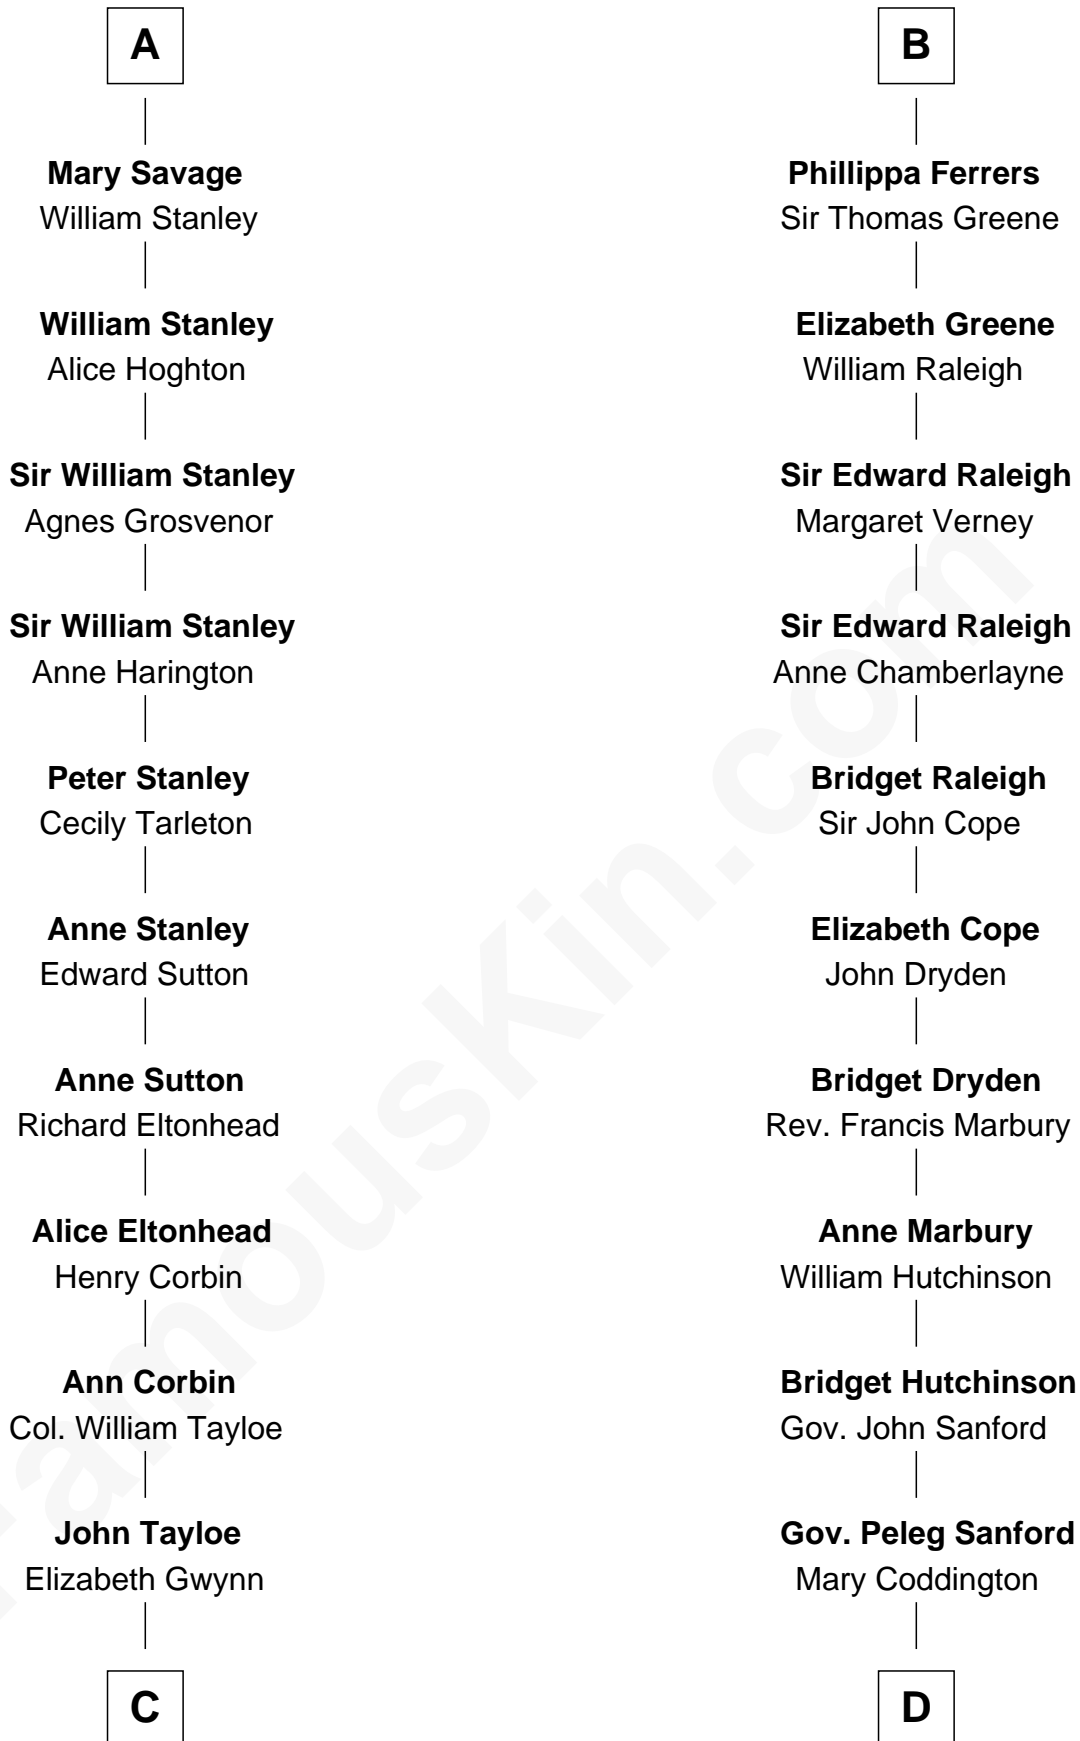 A
Mary Savage
William Stanley
William Stanley
Alice Hoghton
Sir William Stanley
Agnes Grosvenor
Sir William Stanley
Anne Harington
Peter Stanley
Cecily Tarleton
Anne Stanley
Edward Sutton
Anne Sutton
Richard Eltonhead
Alice Eltonhead
Henry Corbin
Ann Corbin
Col. William Tayloe
John Tayloe
Elizabeth Gwynn
C
B
Phillippa Ferrers
Sir Thomas Greene
Elizabeth Greene
William Raleigh
Sir Edward Raleigh
Margaret Verney
Sir Edward Raleigh
Anne Chamberlayne
Bridget Raleigh
Sir John Cope
Elizabeth Cope
John Dryden
Bridget Dryden
Rev. Francis Marbury
Anne Marbury
William Hutchinson
Bridget Hutchinson
Gov. John Sanford
Gov. Peleg Sanford
Mary Coddington
D
FamousKin.com